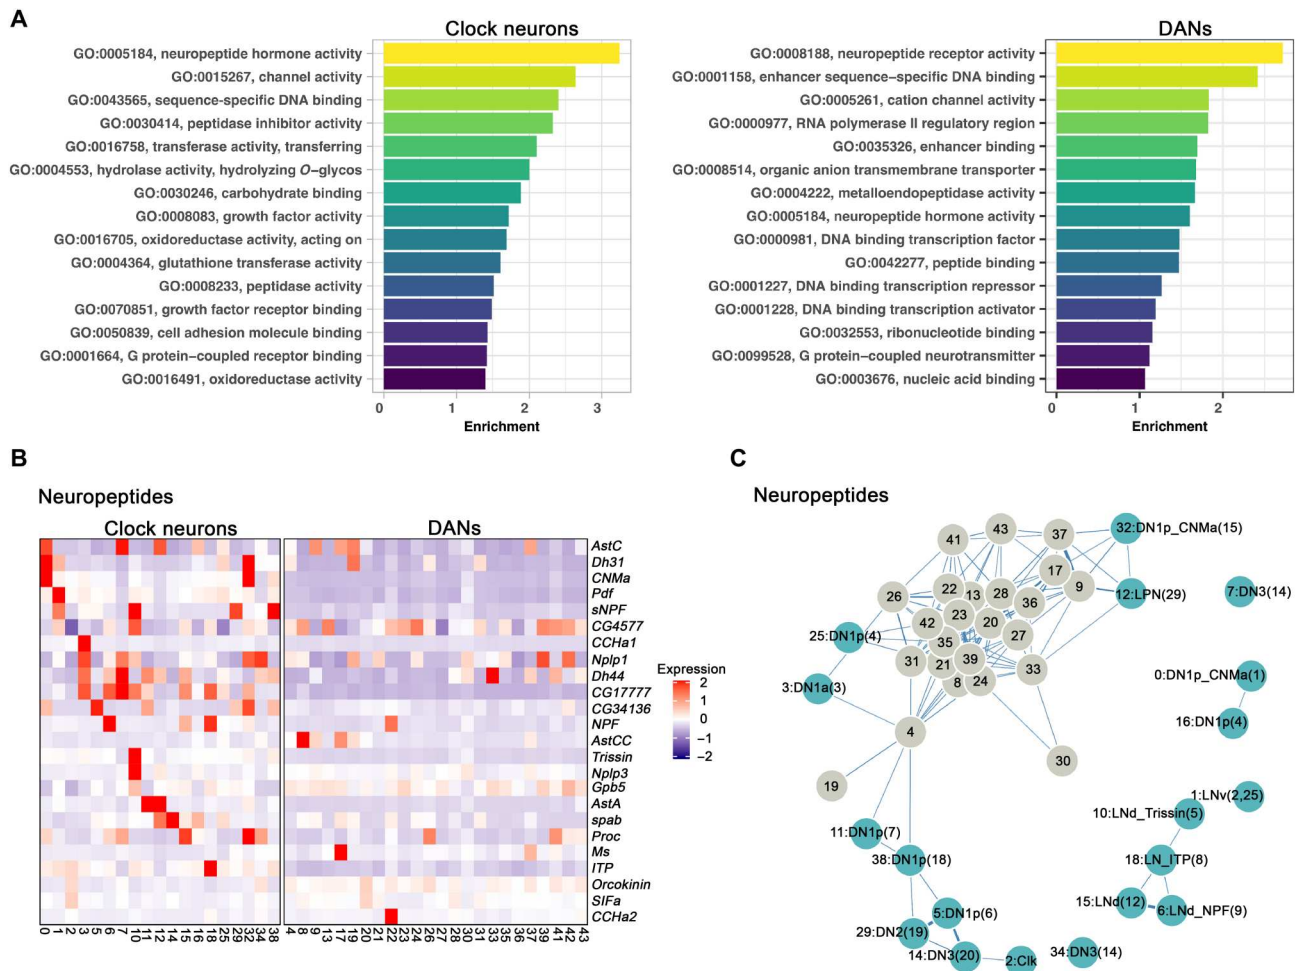 A
Clock neurons
GO:0005184, neuropeptide hormone activity
GO:0015267, channel activity
GO:0043565, sequence-specific DNA binding
GO:0030414, peptidase inhibitor activity
GO:0016758, transferase activity, transferring
GO:0004553, hydrolase activity, hydrolyzing O−glycos
GO:0030246, carbohydrate binding
GO:0008083, growth factor activity
GO:0016705, oxidoreductase activity, acting on
GO:0004364, glutathione transferase activity
GO:0008233, peptidase activity
GO:0070851, growth factor receptor binding
GO:0050839, cell adhesion molecule binding
GO:0001664, G protein−coupled receptor binding
GO:0016491, oxidoreductase activity
0 1 2 3
Enrichment
DANs
GO:0008188, neuropeptide receptor activity
GO:0001158, enhancer sequence−specific DNA binding
GO:0005261, cation channel activity
GO:0000977, RNA polymerase II regulatory region
GO:0035326, enhancer binding
GO:0008514, organic anion transmembrane transporter
GO:0004222, metalloendopeptidase activity
GO:0005184, neuropeptide hormone activity
GO:0000981, DNA binding transcription factor
GO:0042277, peptide binding
GO:0001227, DNA binding transcription repressor
GO:0001228, DNA binding transcription activator
GO:0032553, ribonucleotide binding
GO:0099528, G protein−coupled neurotransmitter
GO:0003676, nucleic acid binding
0 1 2
Enrichment
B
Neuropeptides
Clock neurons DANs
AstC
Dh31
CNMa
Pdf
sNPF
CG4577
CCHa1
Nplp1
Dh44
CG17777
CG34136
NPF
AstCC
Trissin
Nplp3
Gpb5
AstA
spab
Proc
Ms
ITP
Orcokinin
SIFa
CCHa2
0 1 2 3 5 6 7 10 11 12 14 15 16 18 25 29 32 34 38
4 8 9 13 17 19 20 21 22 23 24 26 27 28 30 31 33 35 36 37 39 41 42 43
Expression
2
1
0
−1
−2
C
Neuropeptides
41
43
37
32:DN1p_CNMa(15)
17
26
22
13
28
36
9
12:LPN(29)
7:DN3(14)
42
23
20
27
25:DN1p(4)
35
31
21
39
33
8
24
3:DN1a(3)
0:DN1p_CNMa(1)
16:DN1p(4)
4
30
19
1:LNv(2,25)
10:LNd_Trissin(5)
11:DN1p(7)
38:DN1p(18)
18:LN_ITP(8)
15:LNd(12)
6:LNd_NPF(9)
5:DN1p(6)
29:DN2(19)
14:DN3(20)
2:Clk
34:DN3(14)